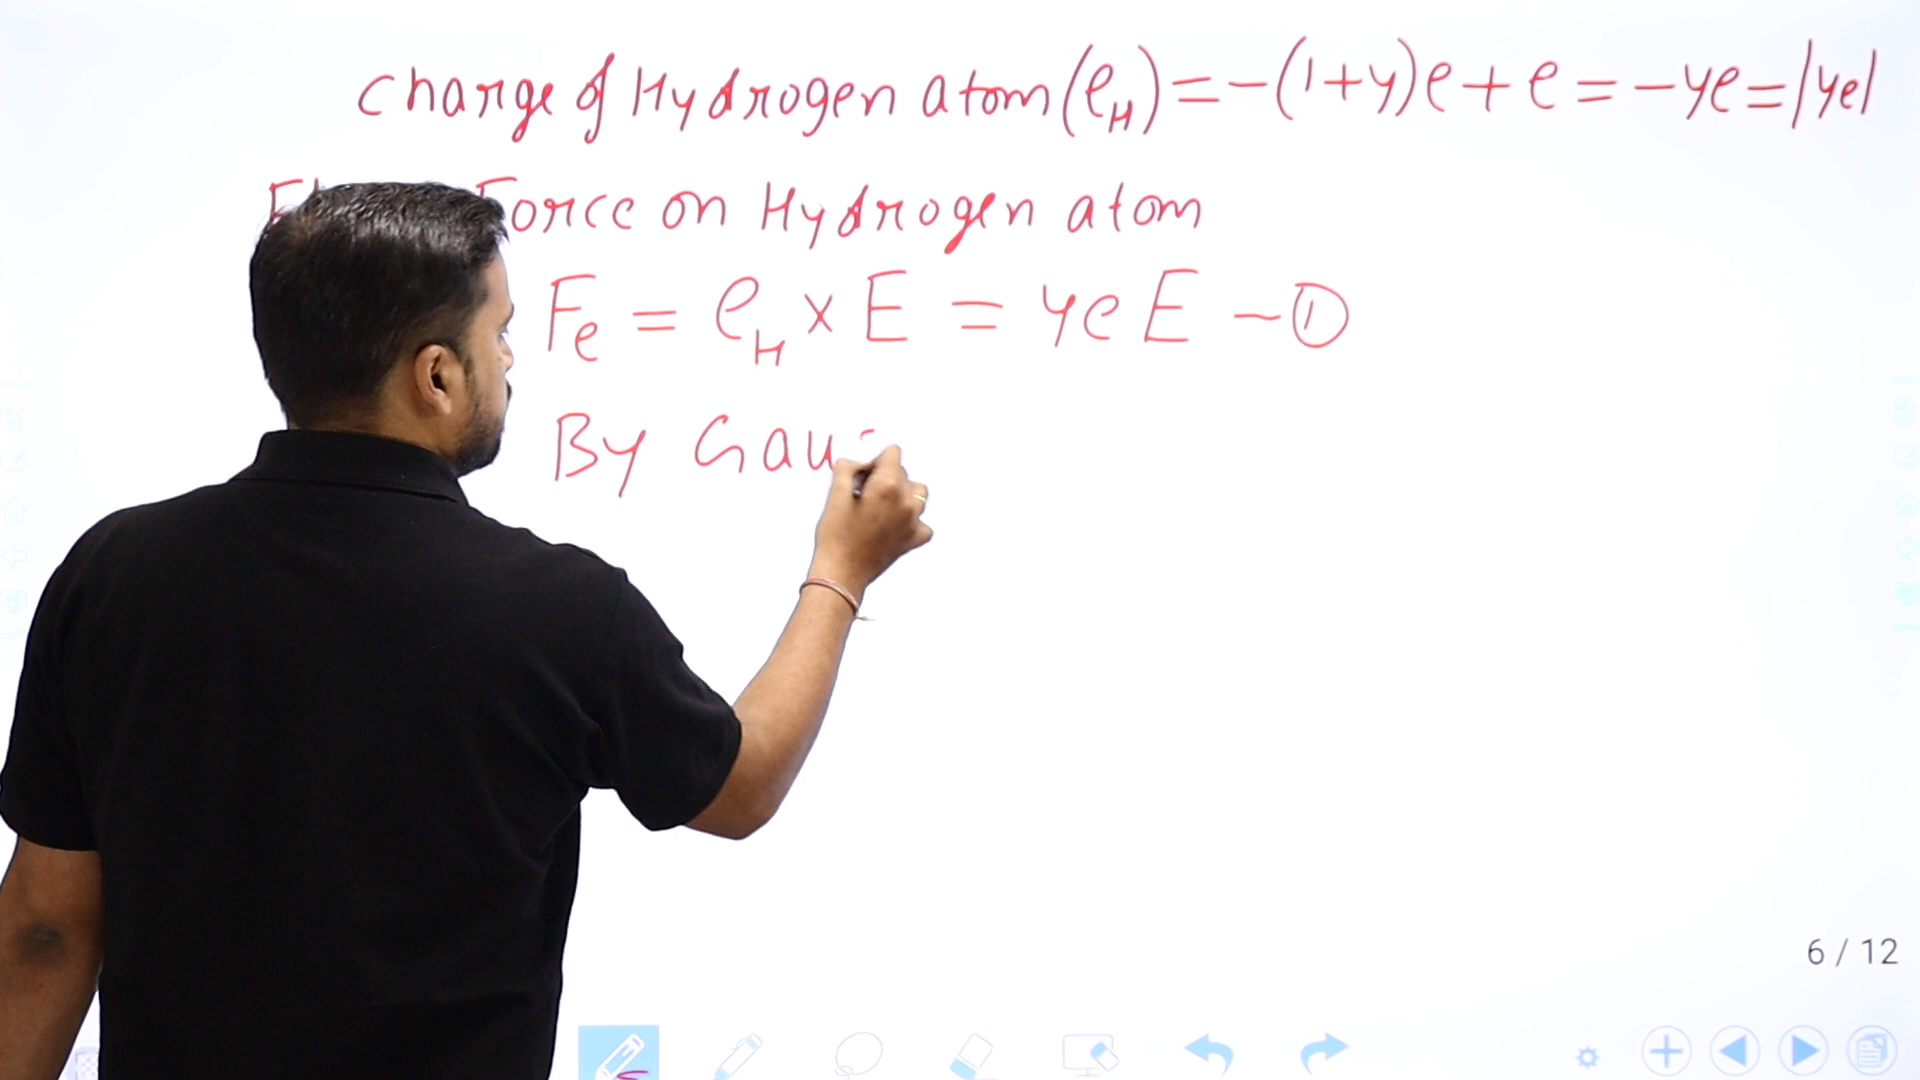 Charge of Hydrogen atom (e_H) = -(1+y)e + e = -ye = |ye|
Force on Hydrogen atom
F_e = e_H × E = yeE - ①
By Gaus
6 / 12